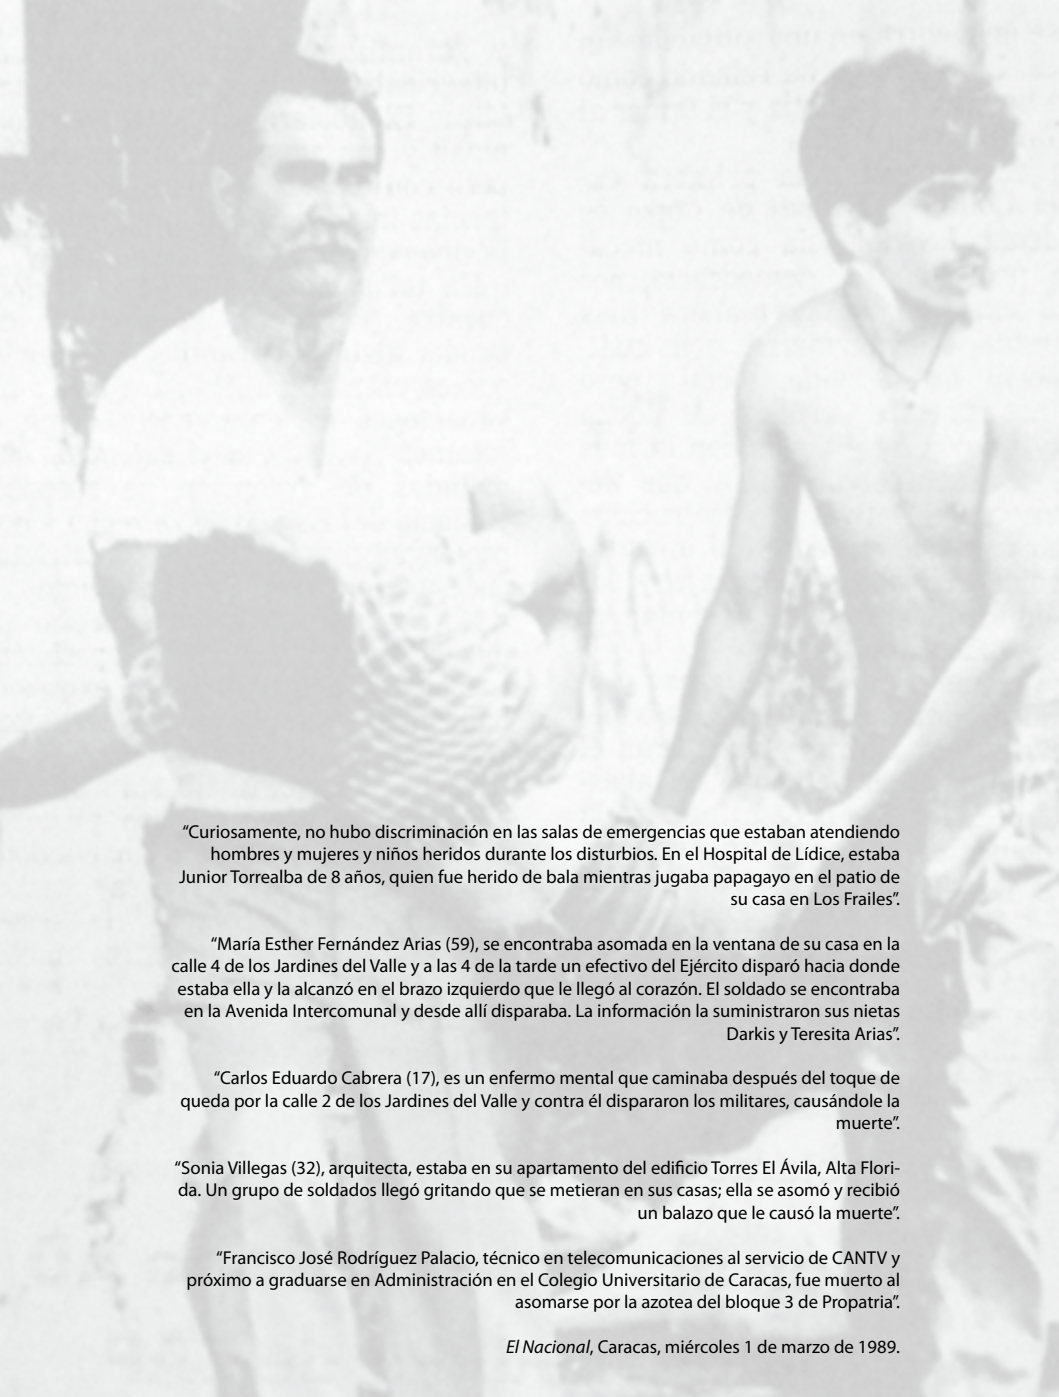 “Curiosamente, no hubo discriminación en las salas de emergencias que estaban atendiendo
hombres y mujeres y niños heridos durante los disturbios. En el Hospital de Lídice, estaba
Junior Torrealba de 8 años, quien fue herido de bala mientras jugaba papagayo en el patio de
su casa en Los Frailes”.
“María Esther Fernández Arias (59), se encontraba asomada en la ventana de su casa en la
calle 4 de los Jardines del Valle y a las 4 de la tarde un efectivo del Ejército disparó hacia donde
estaba ella y la alcanzó en el brazo izquierdo que le llegó al corazón. El soldado se encontraba
en la Avenida Intercomunal y desde allí disparaba. La información la suministraron sus nietas
Darkis y Teresita Arias”.
“Carlos Eduardo Cabrera (17), es un enfermo mental que caminaba después del toque de
queda por la calle 2 de los Jardines del Valle y contra él dispararon los militares, causándole la
muerte”.
“Sonia Villegas (32), arquitecta, estaba en su apartamento del edificio Torres El Ávila, Alta Flori-
da. Un grupo de soldados llegó gritando que se metieran en sus casas; ella se asomó y recibió
un balazo que le causó la muerte”.
“Francisco José Rodríguez Palacio, técnico en telecomunicaciones al servicio de CANTV y
próximo a graduarse en Administración en el Colegio Universitario de Caracas, fue muerto al
asomarse por la azotea del bloque 3 de Propatria”.
El Nacional, Caracas, miércoles 1 de marzo de 1989.